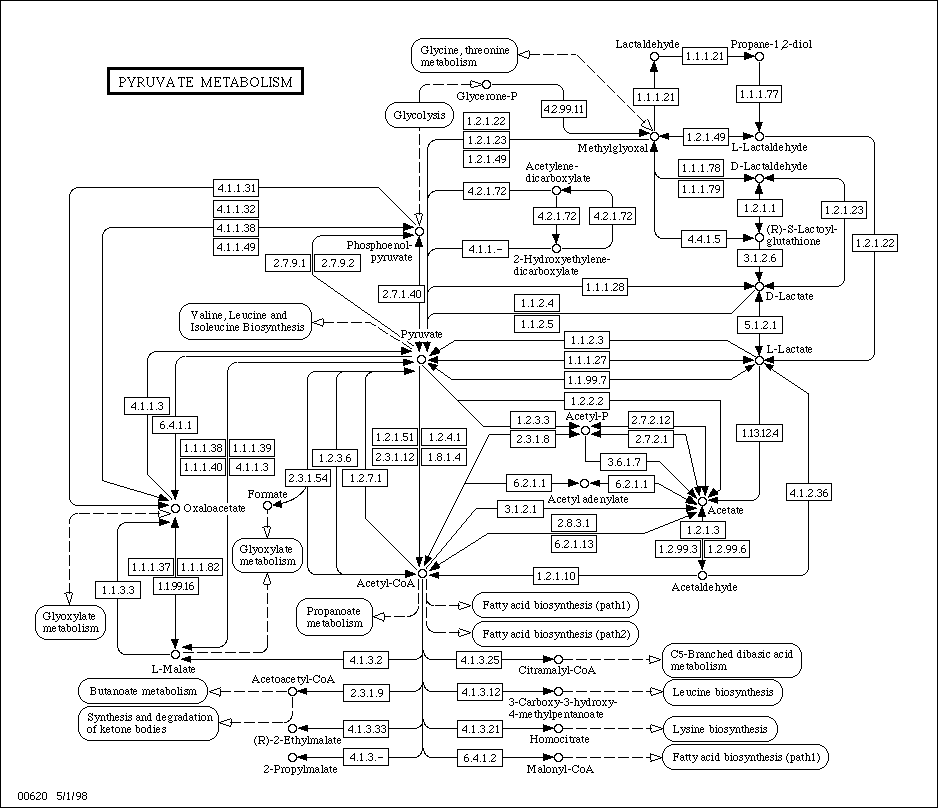 PYRUVATE METABOLISM
Glycine, threonine
metabolism
Lactaldehyde
Propane-1,2-diol
1.1.1.21
1.1.1.21
1.1.1.77
Glycerone-P
4.2.99.11
Glycolysis
1.2.1.22
1.2.1.23
1.2.1.49
Methylglyoxal
1.2.1.49
L-Lactaldehyde
1.1.1.78
1.1.1.79
D-Lactaldehyde
Acetylene-
dicarboxylate
4.2.1.72
4.2.1.72
4.2.1.72
1.2.1.1
1.2.1.23
1.2.1.22
4.1.1.31
4.1.1.32
4.1.1.38
4.1.1.49
Phosphoenol-
pyruvate
4.1.1.-
2-Hydroxyethylene-
dicarboxylate
4.4.1.5
(R)-S-Lactoyl-
glutathione
3.1.2.6
2.7.9.1
2.7.9.2
2.7.1.40
1.1.1.28
D-Lactate
1.1.2.4
1.1.2.5
5.1.2.1
Valine, Leucine and
Isoleucine Biosynthesis
Pyruvate
1.1.2.3
1.1.1.27
1.1.99.7
L-Lactate
1.2.2.2
4.1.1.3
6.4.1.1
1.1.1.38
1.1.1.39
1.1.1.40
4.1.1.3
2.3.1.54
1.2.3.6
1.2.7.1
1.2.1.51
1.2.4.1
2.3.1.12
1.8.1.4
Acetyl-P
1.2.3.3
2.3.1.8
2.7.2.12
2.7.2.1
3.6.1.7
1.13.12.4
6.2.1.1
6.2.1.1
Acetyl adenylate
4.1.2.36
Formate
Oxaloacetate
Acetate
3.1.2.1
2.8.3.1
6.2.1.13
1.2.1.3
1.2.99.3
1.2.99.6
Glyoxylate
metabolism
1.1.1.37
1.1.1.82
1.1.99.16
1.1.3.3
Acetyl-CoA
1.2.1.10
Acetaldehyde
Glyoxylate
metabolism
Propanoate
metabolism
Fatty acid biosynthesis (path1)
Fatty acid biosynthesis (path2)
L-Malate
4.1.3.2
4.1.3.25
Citramalyl-CoA
C5-Branched dibasic acid
metabolism
Acetoacetyl-CoA
Butanoate metabolism
2.3.1.9
4.1.3.12
3-Carboxy-3-hydroxy-
4-methylpentanoate
Leucine biosynthesis
Synthesis and degradation
of ketone bodies
4.1.3.33
(R)-2-Ethylmalate
4.1.3.21
Homocitrate
Lysine biosynthesis
4.1.3.-
2-Propylmalate
6.4.1.2
Malonyl-CoA
Fatty acid biosynthesis (path1)
00620 5/1/98